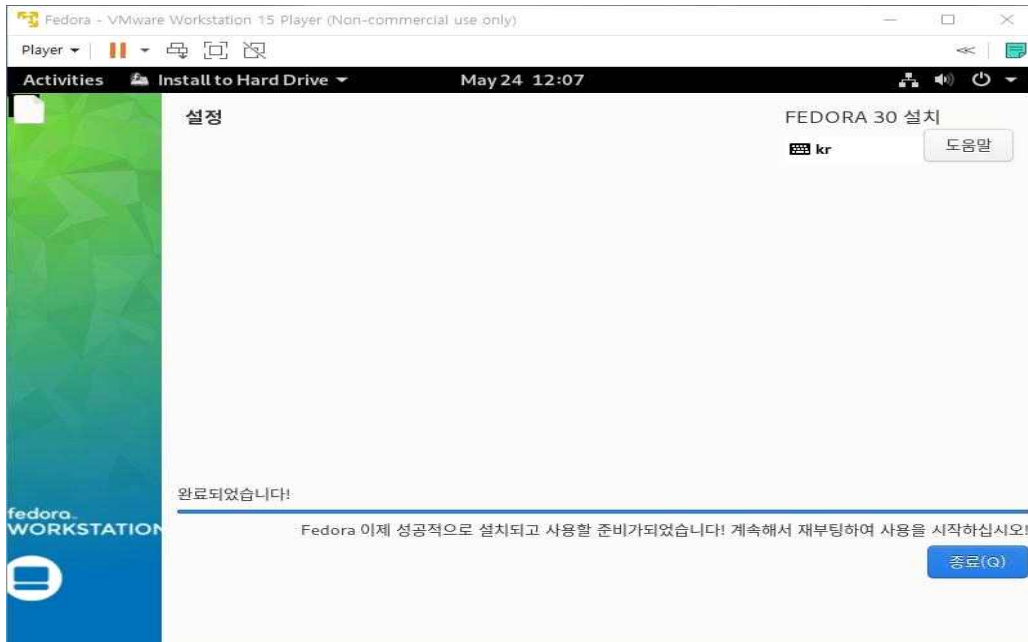 Fedora - VMware Workstation 15 Player (Non-commercial use only)
Player
Activities Install to Hard Drive May 24 12:07
설정 FEDORA 30 설치
kr 도움말
완료되었습니다!
fedora
WORKSTATION
Fedora 이제 성공적으로 설치되고 사용할 준비가되었습니다! 계속해서 재부팅하여 사용을 시작하십시오!
종료(Q)